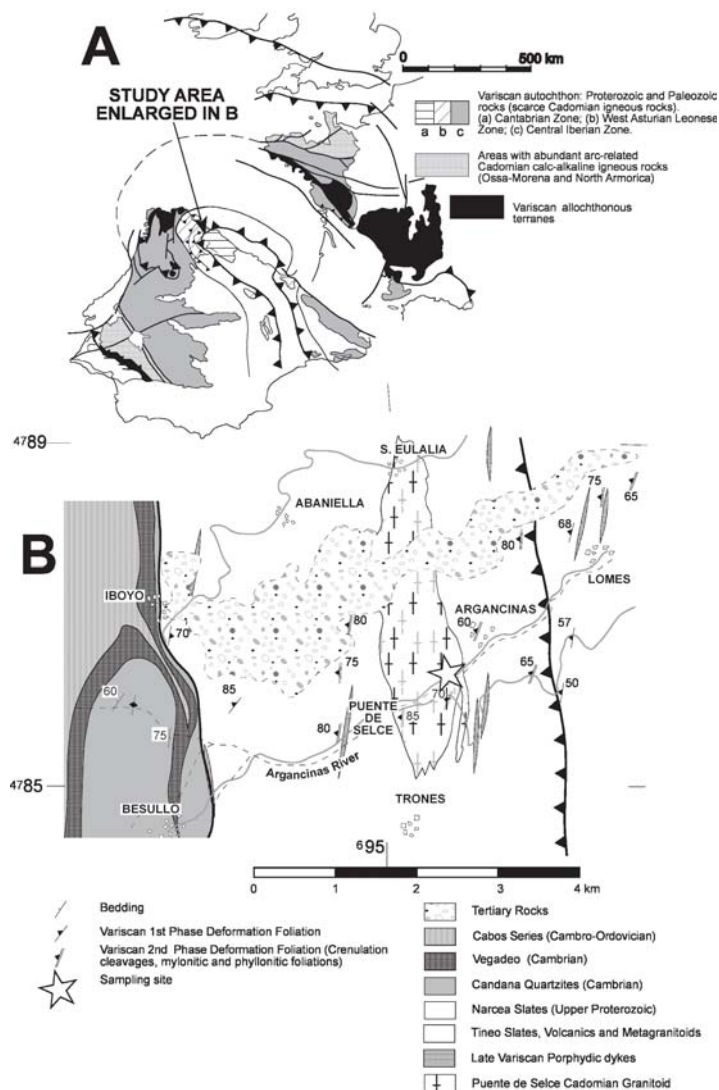 A
0
500 km
STUDY AREA
ENLARGED IN B
Variscan autochthon: Proterozoic and Paleozoic
rocks (scarce Cadomian igneous rocks).
(a) Cantabrian Zone; (b) West Asturian Leonese
Zone; (c) Central Iberian Zone.
a b c
Areas with abundant arc-related
Cadomian calc-alkaline igneous rocks
(Ossa-Morena and North Armorica)
Variscan allochthonous
terranes
4789
S. EULALIA
ABANIELLA
75
65
68
80
B
IBOYO
LOMES
ARGANCINAS
70
80
60
57
75
65
60
85
70
50
PUENTE
DE
SELCE
85
75
80
Argancinas River
4785
BESULLO
TRONES
695
0 1 2 3 4 km
Bedding
Variscan 1st Phase Deformation Foliation
Variscan 2nd Phase Deformation Foliation (Crenulation
cleavages, mylonitic and phyllonitic foliations)
Sampling site
Tertiary Rocks
Cabos Series (Cambro-Ordovician)
Vegadeo (Cambrian)
Candana Quartzites (Cambrian)
Narcea Slates (Upper Proterozoic)
Tineo Slates, Volcanics and Metagranitoids
Late Variscan Porphydic dykes
Puente de Selce Cadomian Granitoid